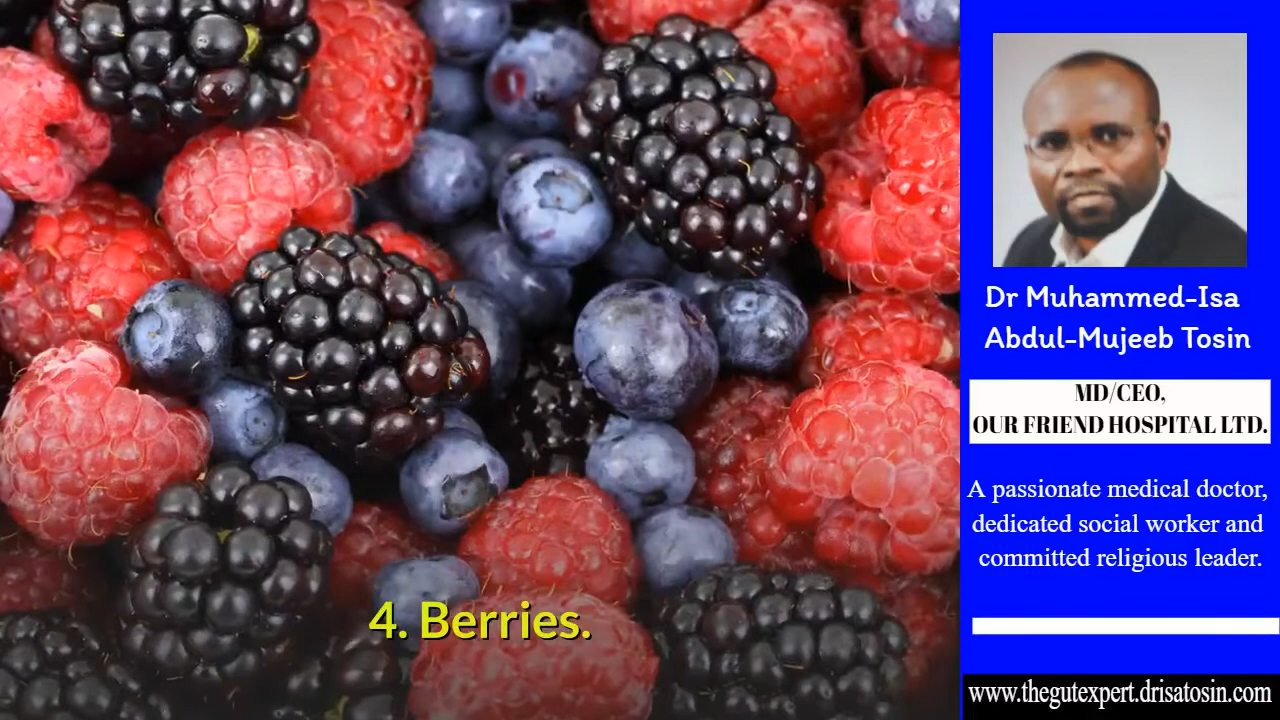 4. Berries.
Dr Muhammed-Isa
Abdul-Mujeeb Tosin
MD/CEO,
OUR FRIEND HOSPITAL LTD.
A passionate medical doctor,
dedicated social worker and
committed religious leader.
www.thegutexpert.drisatosin.com